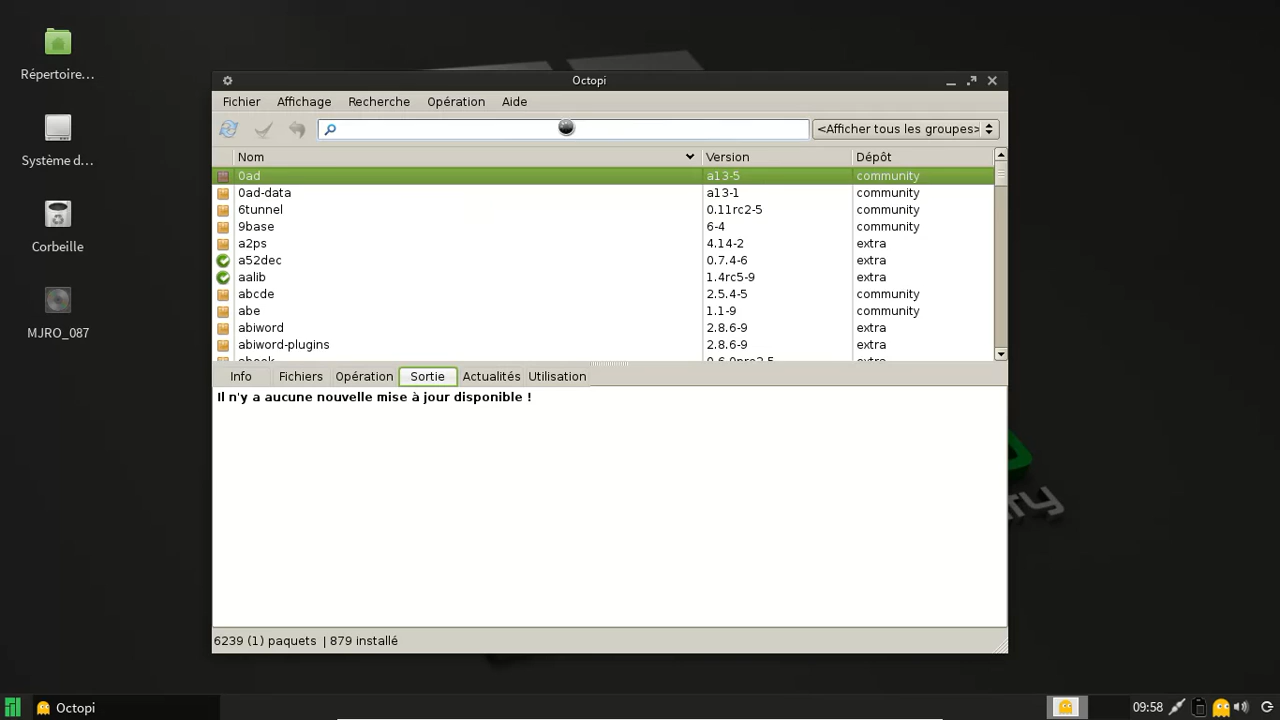 Répertoire...
Système d...
Corbeille
MJRO_087
Octopi
Fichier Affichage Recherche Opération Aide
<Afficher tous les groupes>
Nom Version Dépôt
0ad a13-5 community
0ad-data a13-1 community
6tunnel 0.11rc2-5 community
9base 6-4 community
a2ps 4.14-2 extra
a52dec 0.7.4-6 extra
aalib 1.4rc5-9 extra
abcde 2.5.4-5 community
abe 1.1-9 community
abiword 2.8.6-9 extra
abiword-plugins 2.8.6-9 extra
Info Fichiers Opération Sortie Actualités Utilisation
Il n'y a aucune nouvelle mise à jour disponible !
6239 (1) paquets | 879 installé
Octopi
09:58